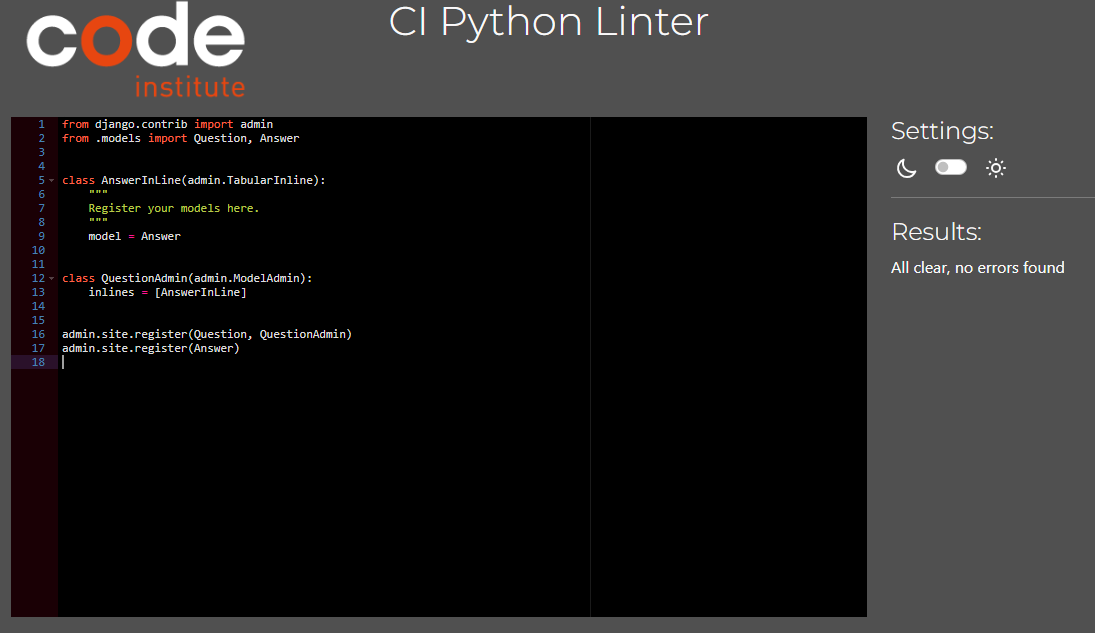 code
institute
CI Python Linter
1 from django.contrib import admin
2 from .models import Question, Answer
3
4
5 class AnswerInLine(admin.TabularInline):
6     """
7     Register your models here.
8     """
9     model = Answer
10
11
12 class QuestionAdmin(admin.ModelAdmin):
13     inlines = [AnswerInLine]
14
15
16 admin.site.register(Question, QuestionAdmin)
17 admin.site.register(Answer)
18
Settings:
Results:
All clear, no errors found